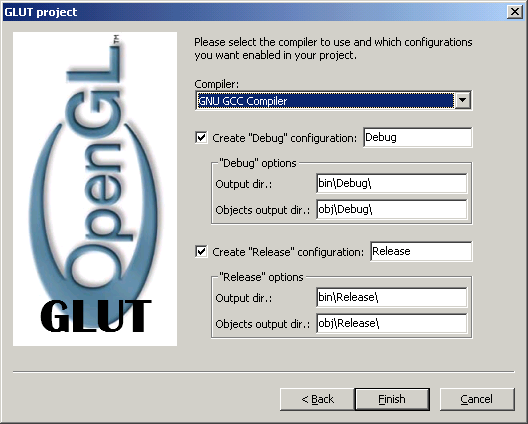 GLUT project
OpenGL™
GLUT
Please select the compiler to use and which configurations
you want enabled in your project.
Compiler:
GNU GCC Compiler
Create "Debug" configuration: Debug
"Debug" options
Output dir.: bin\Debug\
Objects output dir.: obj\Debug\
Create "Release" configuration: Release
"Release" options
Output dir.: bin\Release\
Objects output dir.: obj\Release\
< Back Finish Cancel